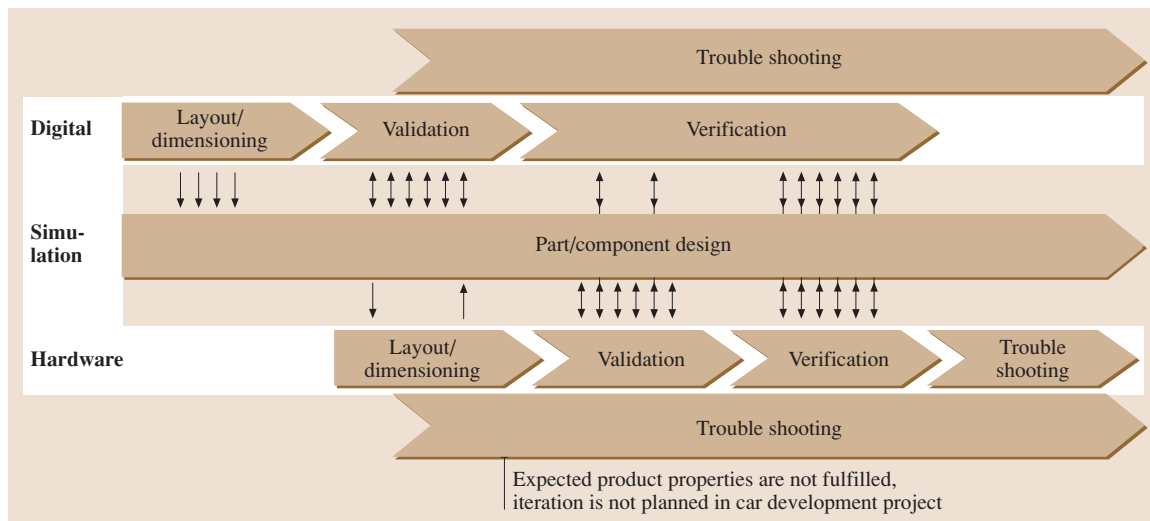 Trouble shooting
Digital
Layout/
dimensioning
Validation
Verification
Simu-
lation
Part/component design
Hardware
Layout/
dimensioning
Validation
Verification
Trouble
shooting
Trouble shooting
Expected product properties are not fulfilled,
iteration is not planned in car development project